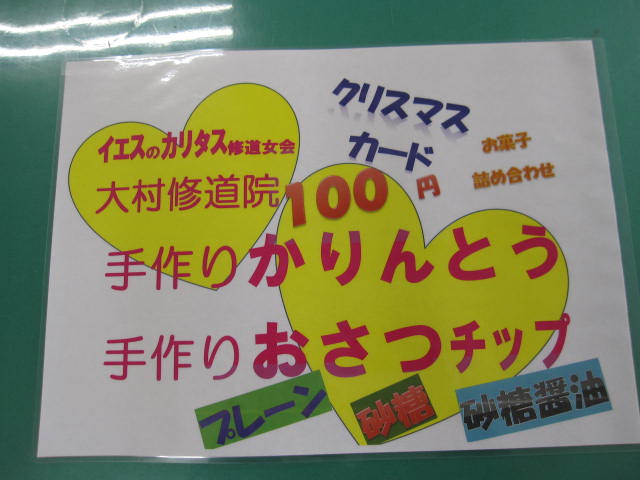 クリスマス
カード
お菓子
詰め合わせ
イエスのカリタス修道女会
大村修道院
100円
手作りかりんとう
手作りおさつチップ
プレーン
砂糖
砂糖醤油